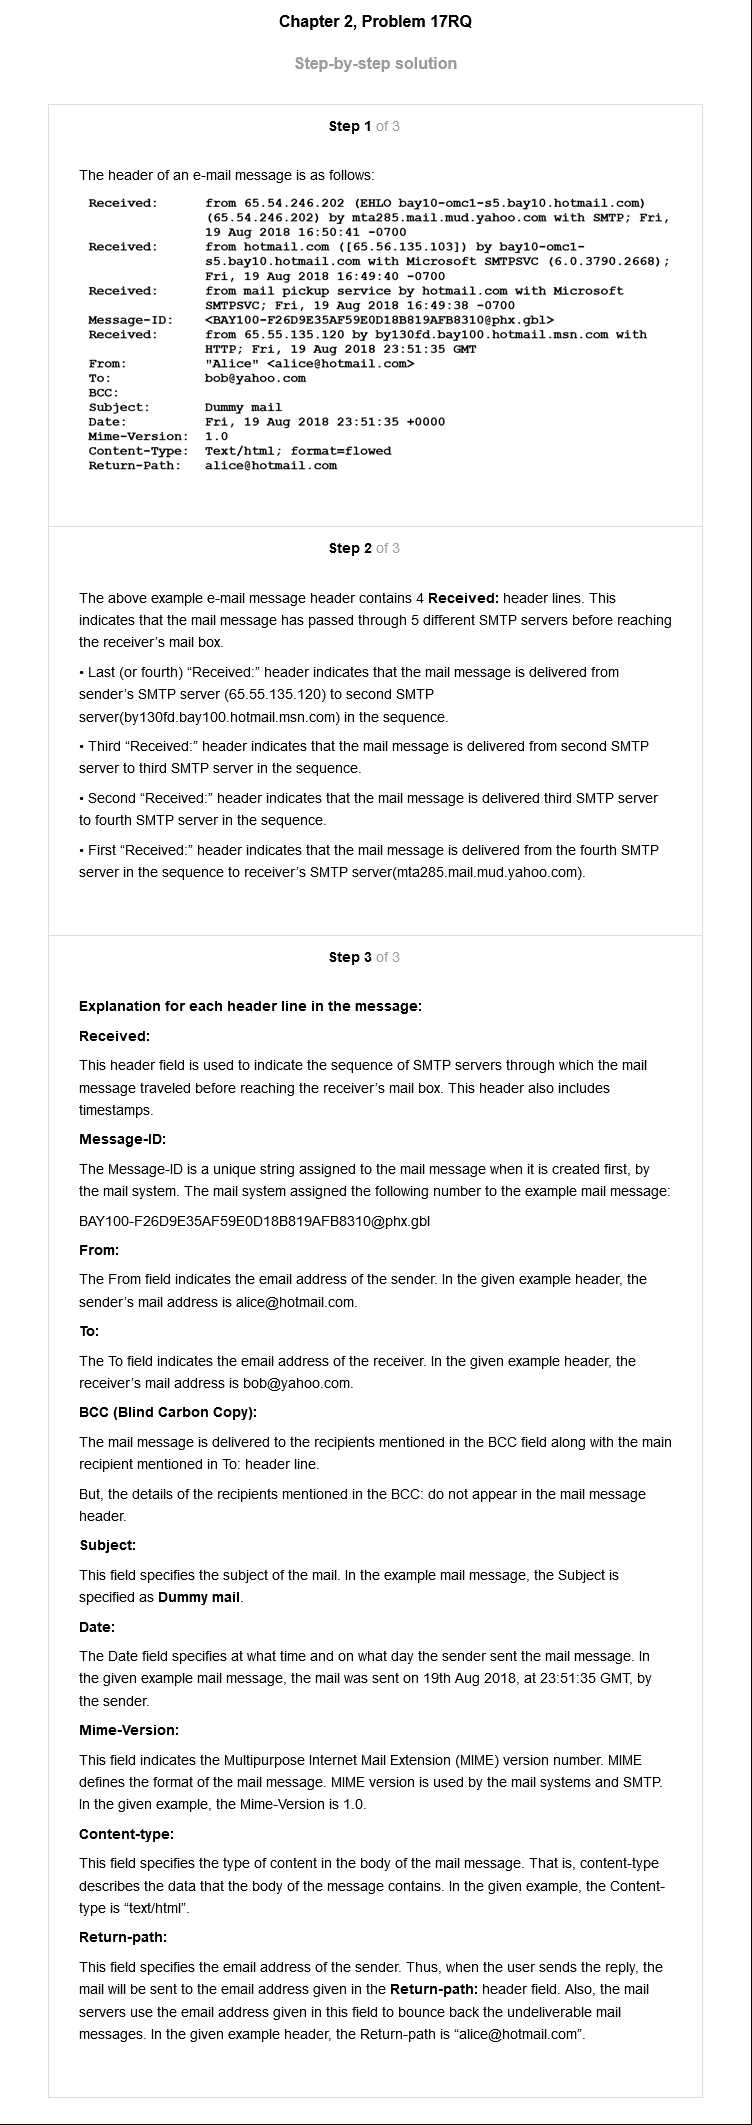 Chapter 2, Problem 17RQ
Step-by-step solution
Step 1 of 3
The header of an e-mail message is as follows:
Received: from 65.54.246.202 (EHLO bay10-omc1-s5.bay10.hotmail.com)
(65.54.246.202) by mta285.mail.mud.yahoo.com with SMTP; Fri,
19 Aug 2018 16:50:41 -0700
Received: from hotmail.com ([65.56.135.103]) by bay10-omc1-
s5.bay10.hotmail.com with Microsoft SMTPSVC (6.0.3790.2668);
Fri, 19 Aug 2018 16:49:40 -0700
Received: from mail pickup service by hotmail.com with Microsoft
SMTPSVC; Fri, 19 Aug 2018 16:49:38 -0700
Message-ID: <BAY100-F26D9E35AF59E0D18B819AFB8310@phx.gbl>
Received: from 65.55.135.120 by by130fd.bay100.hotmail.msn.com with
HTTP; Fri, 19 Aug 2018 23:51:35 GMT
From: "Alice" <alice@hotmail.com>
To: bob@yahoo.com
BCC:
Subject: Dummy mail
Date: Fri, 19 Aug 2018 23:51:35 +0000
Mime-Version: 1.0
Content-Type: Text/html; format=flowed
Return-Path: alice@hotmail.com
Step 2 of 3
The above example e-mail message header contains 4 Received: header lines. This
indicates that the mail message has passed through 5 different SMTP servers before reaching
the receiver's mail box.
• Last (or fourth) "Received:" header indicates that the mail message is delivered from
sender's SMTP server (65.55.135.120) to second SMTP
server(by130fd.bay100.hotmail.msn.com) in the sequence.
• Third "Received:" header indicates that the mail message is delivered from second SMTP
server to third SMTP server in the sequence.
• Second "Received:" header indicates that the mail message is delivered third SMTP server
to fourth SMTP server in the sequence.
• First "Received:" header indicates that the mail message is delivered from the fourth SMTP
server in the sequence to receiver's SMTP server(mta285.mail.mud.yahoo.com).
Step 3 of 3
Explanation for each header line in the message:
Received:
This header field is used to indicate the sequence of SMTP servers through which the mail
message traveled before reaching the receiver's mail box. This header also includes
timestamps.
Message-ID:
The Message-ID is a unique string assigned to the mail message when it is created first, by
the mail system. The mail system assigned the following number to the example mail message:
BAY100-F26D9E35AF59E0D18B819AFB8310@phx.gbl
From:
The From field indicates the email address of the sender. In the given example header, the
sender's mail address is alice@hotmail.com.
To:
The To field indicates the email address of the receiver. In the given example header, the
receiver's mail address is bob@yahoo.com.
BCC (Blind Carbon Copy):
The mail message is delivered to the recipients mentioned in the BCC field along with the main
recipient mentioned in To: header line.
But, the details of the recipients mentioned in the BCC: do not appear in the mail message
header.
Subject:
This field specifies the subject of the mail. In the example mail message, the Subject is
specified as Dummy mail.
Date:
The Date field specifies at what time and on what day the sender sent the mail message. In
the given example mail message, the mail was sent on 19th Aug 2018, at 23:51:35 GMT, by
the sender.
Mime-Version:
This field indicates the Multipurpose Internet Mail Extension (MIME) version number. MIME
defines the format of the mail message. MIME version is used by the mail systems and SMTP.
In the given example, the Mime-Version is 1.0.
Content-type:
This field specifies the type of content in the body of the mail message. That is, content-type
describes the data that the body of the message contains. In the given example, the Content-
type is "text/html".
Return-path:
This field specifies the email address of the sender. Thus, when the user sends the reply, the
mail will be sent to the email address given in the Return-path: header field. Also, the mail
servers use the email address given in this field to bounce back the undeliverable mail
messages. In the given example header, the Return-path is "alice@hotmail.com".